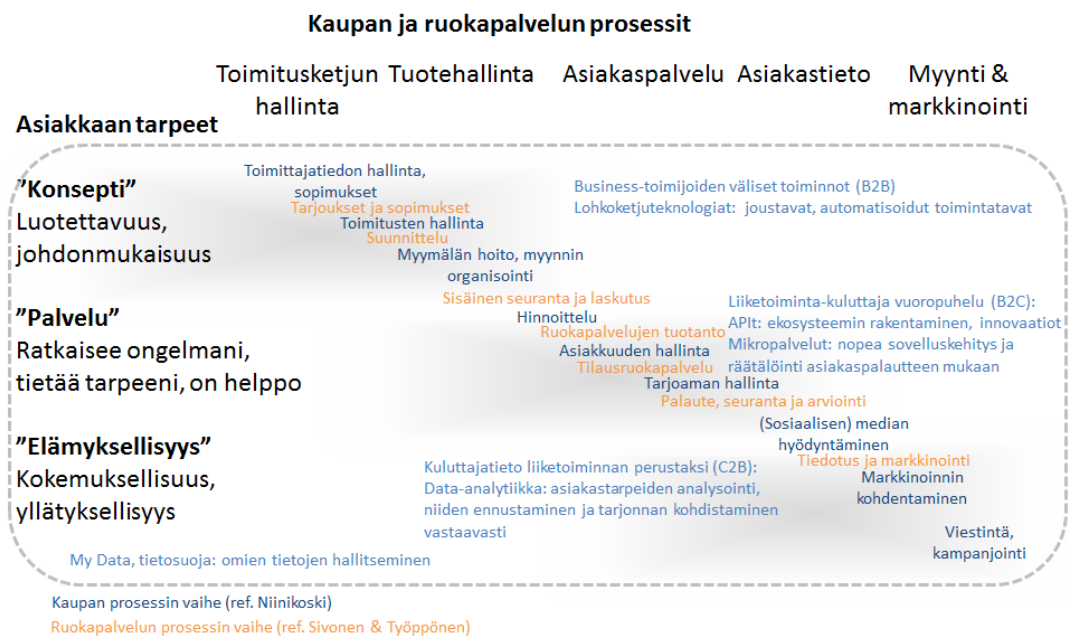 Kaupan ja ruokapalvelun prosessit
Toimitusketjun hallinta
Tuotehallinta
Asiakaspalvelu
Asiakastieto
Myynti & markkinointi
Asiakkaan tarpeet
”Konsepti”
Luotettavuus,
johdonmukaisuus
”Palvelu”
Ratkaisee ongelmani,
tietää tarpeeni, on helppo
”Elämyksellisyys”
Kokemuksellisuus,
yllätyksellisyys
Toimittajatiedon hallinta,
sopimukset
Tarjoukset ja sopimukset
Toimitusten hallinta
Suunnittelu
Myymälän hoito, myynnin
organisointi
Sisäinen seuranta ja laskutus
Hinnoittelu
Ruokapalvelujen tuotanto
Asiakkuuden hallinta
Tilausruokapalvelu
Tarjoaman hallinta
Palaute, seuranta ja arviointi
(Sosiaalisen) median
hyödyntäminen
Tiedotus ja markkinointi
Markkinoinnin
kohdentaminen
Viestintä,
kampanjointi
Business-toimijoiden väliset toiminnot (B2B)
Lohkoketjuteknologiat: joustavat, automatisoidut toimintatavat
Liiketoiminta-kuluttaja vuoropuhelu (B2C):
APIt: ekosysteemin rakentaminen, innovaatiot
Mikropalvelut: nopea sovelluskehitys ja
räätälöinti asiakaspalautteen mukaan
Kuluttajatieto liiketoiminnan perustaksi (C2B):
Data-analytiikka: asiakastarpeiden analysointi,
niiden ennustaminen ja tarjonnan kohdistaminen
vastaavasti
My Data, tietosuoja: omien tietojen hallitseminen
Kaupan prosessin vaihe (ref. Niinikoski)
Ruokapalvelun prosessin vaihe (ref. Sivonen & Työppönen)